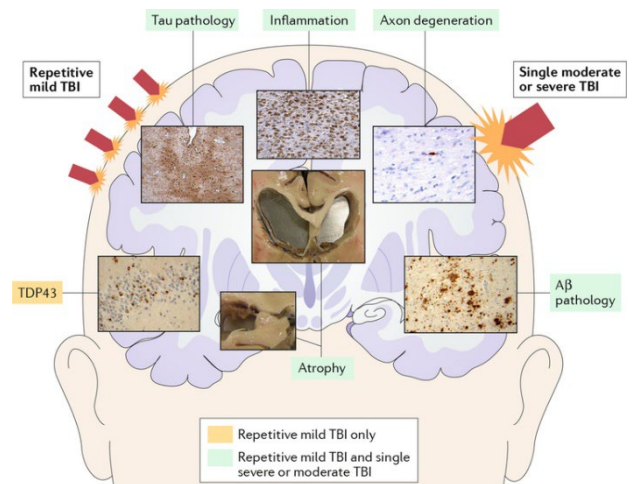 Tau pathology
Inflammation
Axon degeneration
Repetitive
mild TBI
Single moderate
or severe TBI
TDP43
Aβ
pathology
Atrophy
Repetitive mild TBI only
Repetitive mild TBI and single
severe or moderate TBI